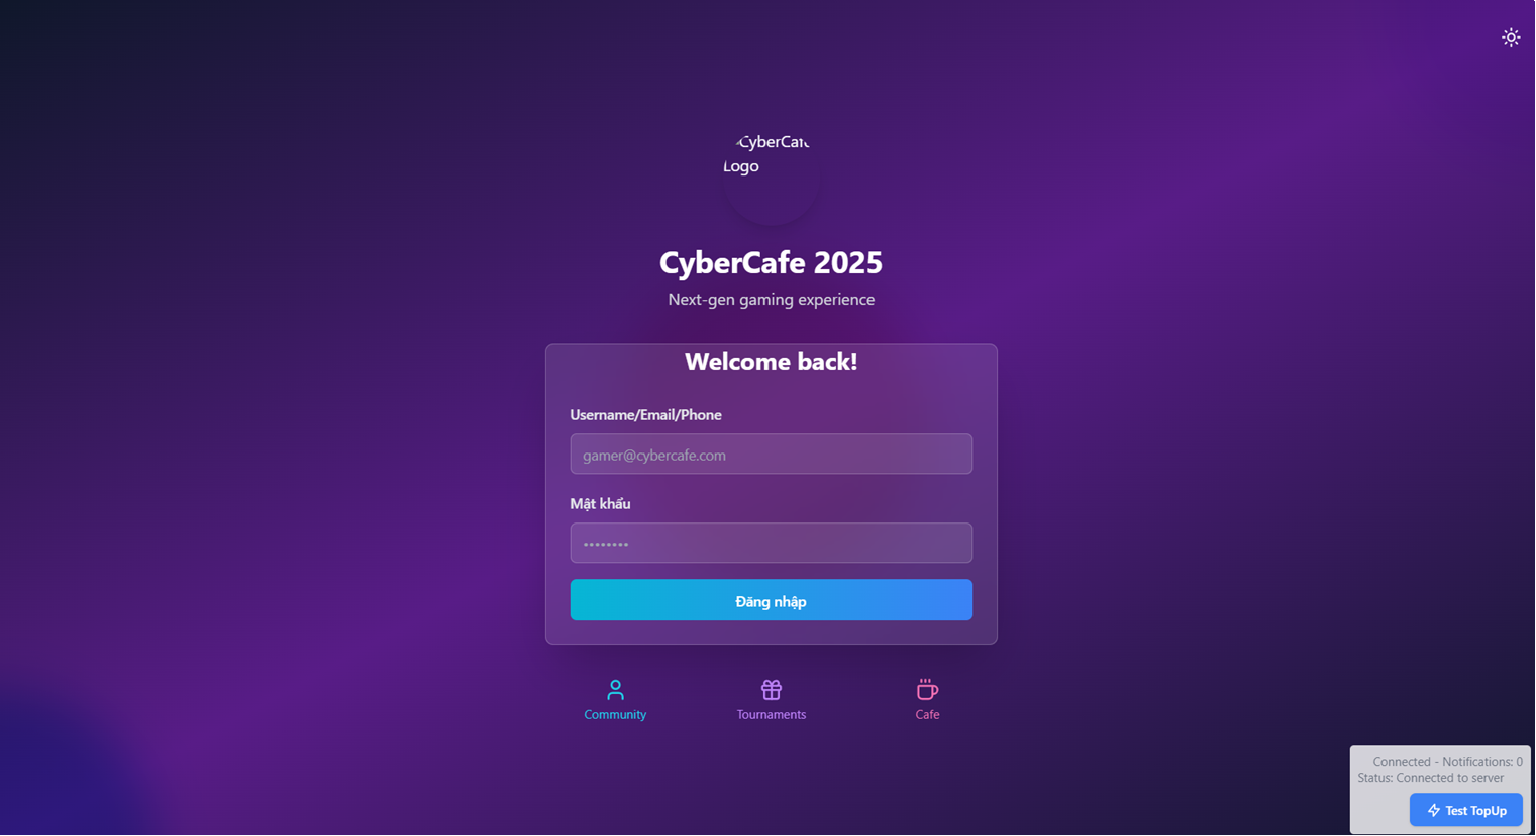 CyberCafe
Logo
CyberCafe 2025
Next-gen gaming experience
Welcome back!
Username/Email/Phone
gamer@cybercafe.com
Mật khẩu
••••••••
Đăng nhập
Community
Tournaments
Cafe
Connected - Notifications: 0
Status: Connected to server
Test TopUp